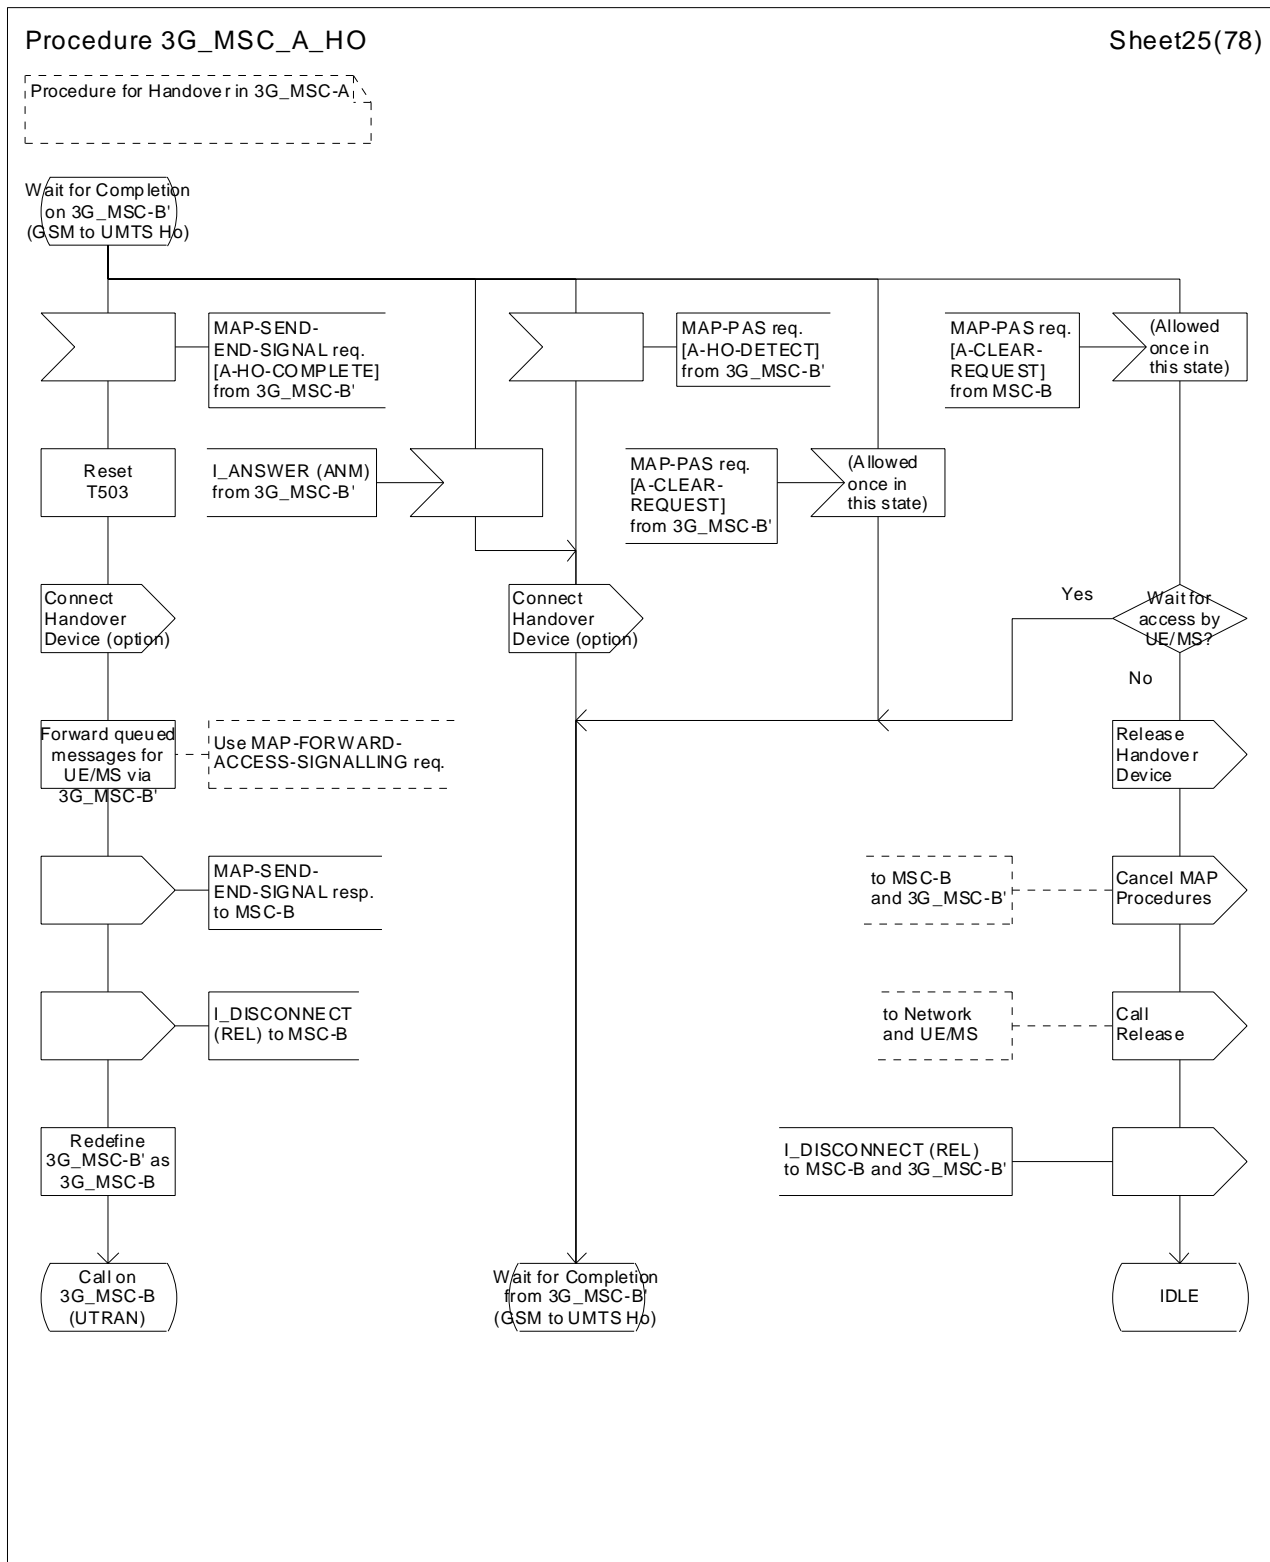 Procedure 3G_MSC_A_HO
Sheet25(78)
Procedure for Handover in 3G_MSC-A
Wait for Completion
on 3G_MSC-B'
(GSM to UMTS Ho)
MAP-SEND-
END-SIGNAL req.
[A-HO-COMPLETE]
from 3G_MSC-B'
MAP-PAS req.
[A-HO-DETECT]
from 3G_MSC-B'
MAP-PAS req.
[A-CLEAR-
REQUEST]
from MSC-B
(Allowed
once in
this state)
Reset
T503
I_ANSWER (ANM)
from 3G_MSC-B'
MAP-PAS req.
[A-CLEAR-
REQUEST]
from 3G_MSC-B'
(Allowed
once in
this state)
Connect
Handover
Device (option)
Connect
Handover
Device (option)
Yes
Wait for
access by
UE/MS?
No
Forward queued
messages for
UE/MS via
3G_MSC-B'
Use MAP-FORWARD-
ACCESS-SIGNALLING req.
Release
Handover
Device
MAP-SEND-
END-SIGNAL resp.
to MSC-B
to MSC-B
and 3G_MSC-B'
Cancel MAP
Procedures
I_DISCONNECT
(REL) to MSC-B
to Network
and UE/MS
Call
Release
Redefine
3G_MSC-B' as
3G_MSC-B
I_DISCONNECT (REL)
to MSC-B and 3G_MSC-B'
Call on
3G_MSC-B
(UTRAN)
Wait for Completion
from 3G_MSC-B'
(GSM to UMTS Ho)
IDLE